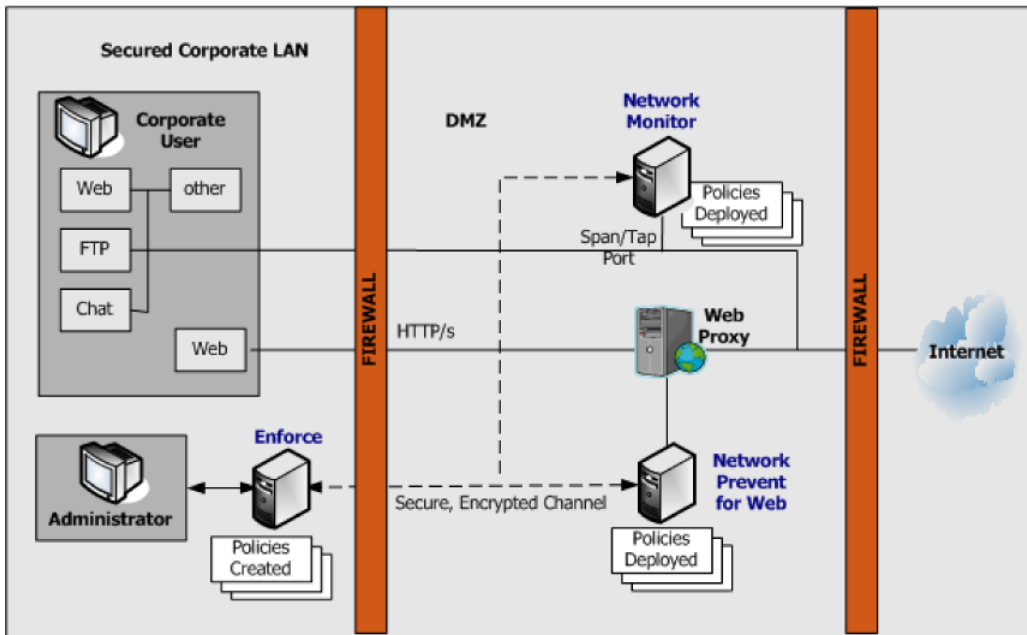 Secured Corporate LAN
Corporate
User
Web
other
FTP
Chat
Web
Administrator
Enforce
Policies
Created
FIREWALL
DMZ
HTTP/s
Secure, Encrypted Channel
Network
Monitor
Policies
Deployed
Span/Tap
Port
Web
Proxy
Network
Prevent
for Web
Policies
Deployed
FIREWALL
Internet